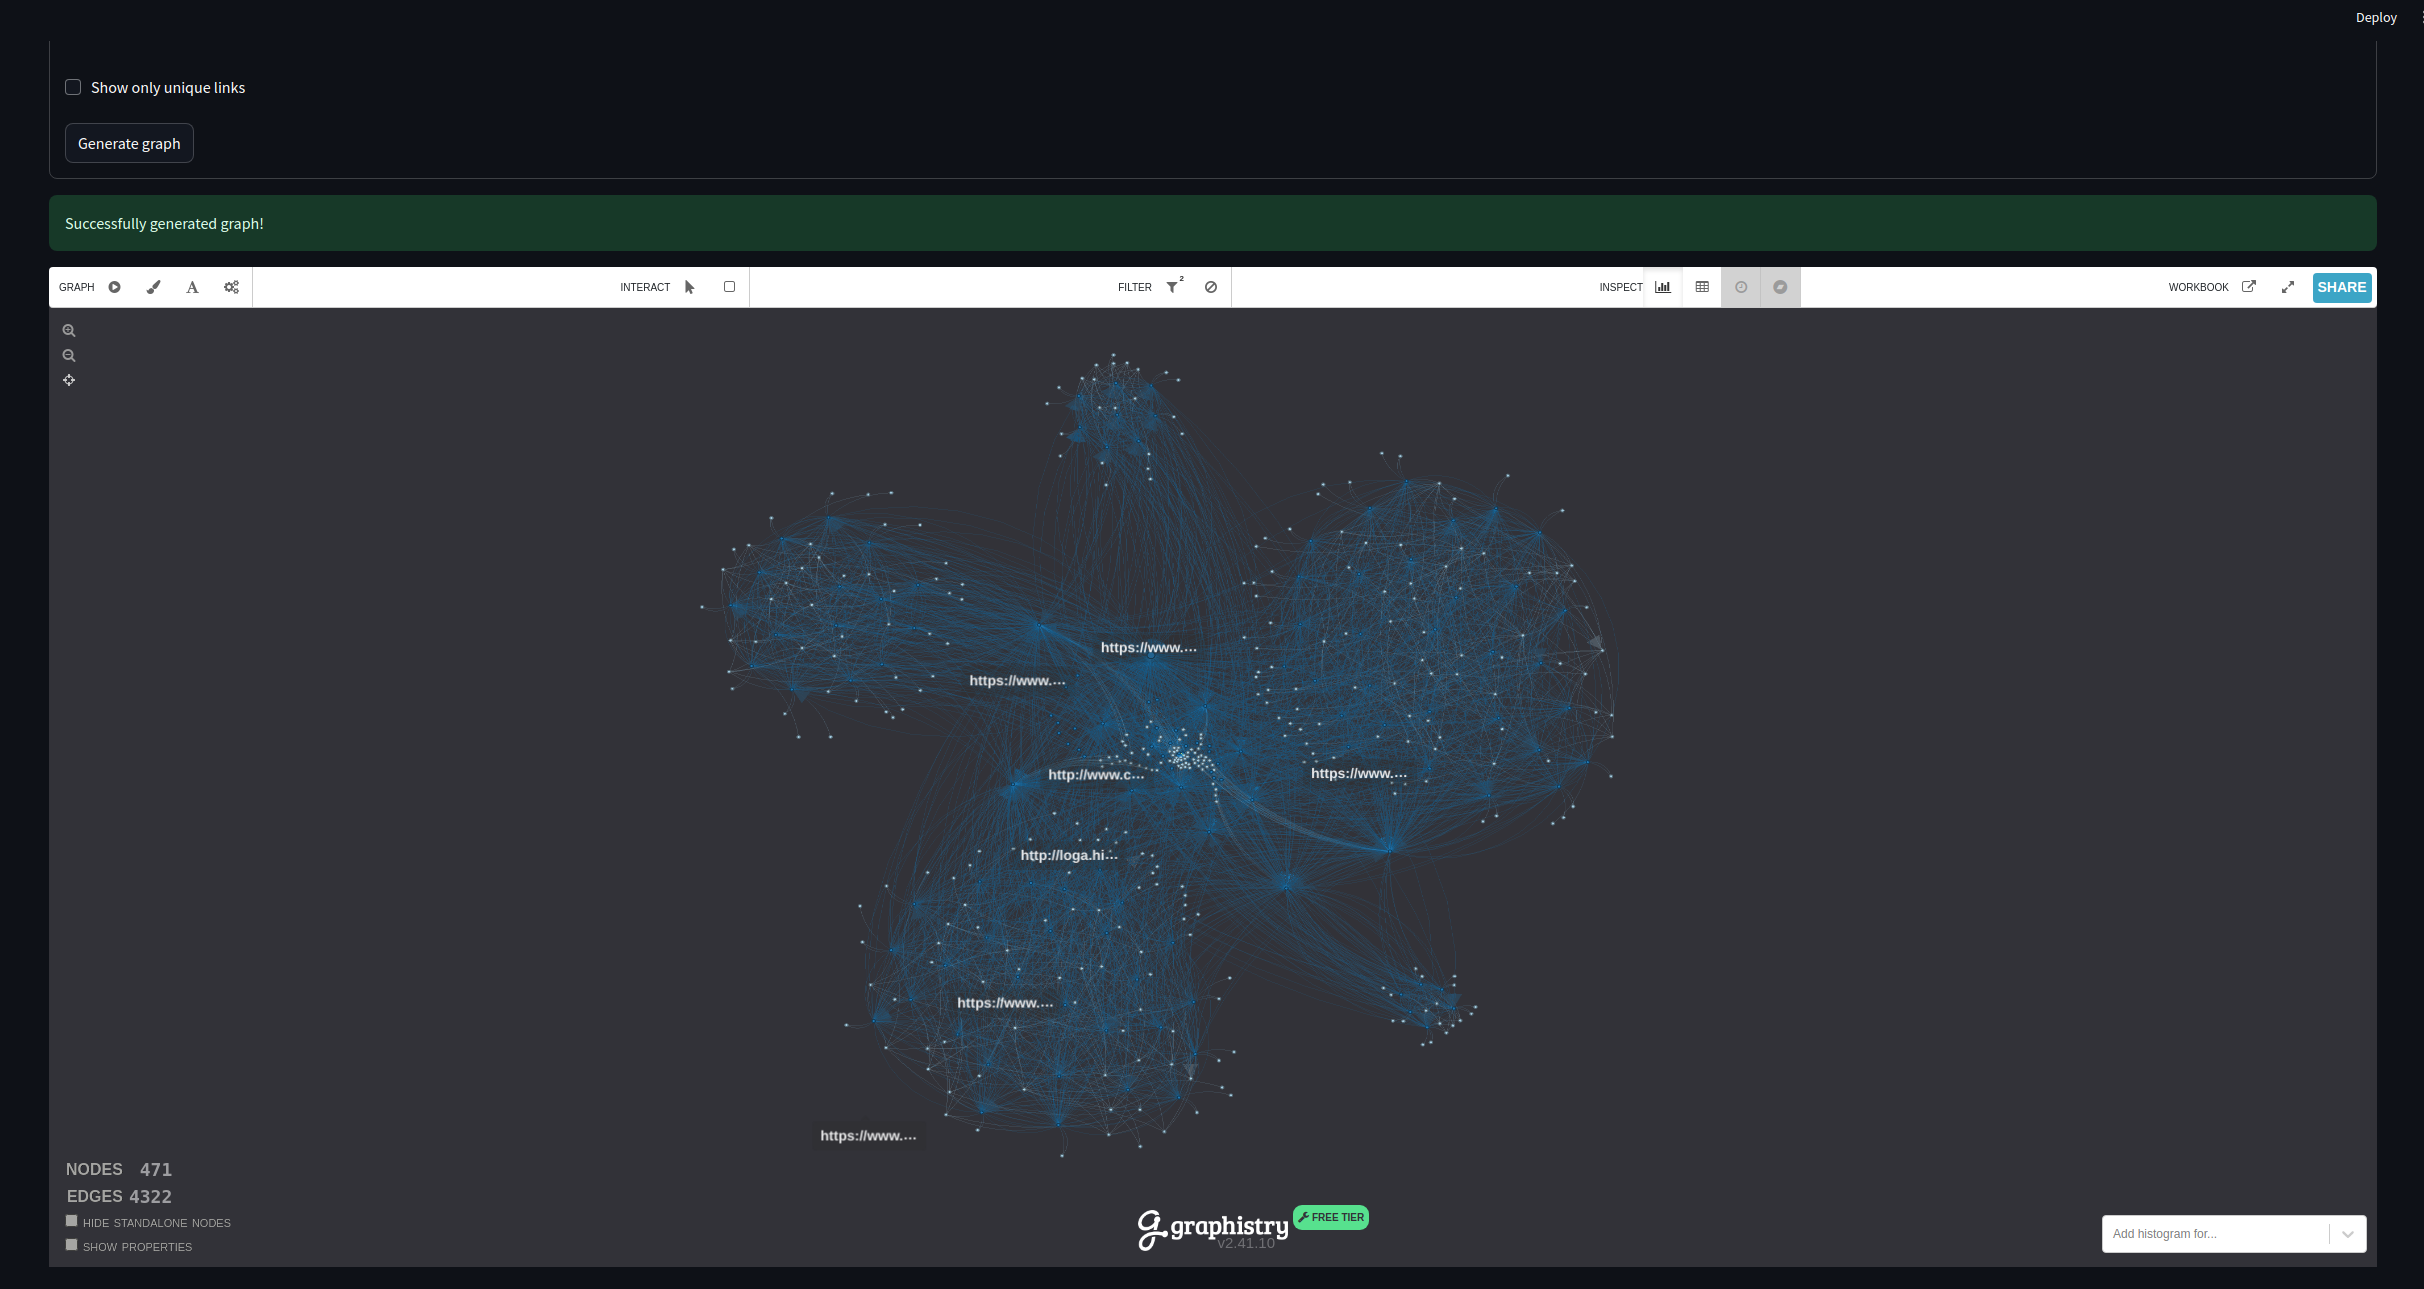 Deploy
Show only unique links
Generate graph
Successfully generated graph!
GRAPH INTERACT FILTER 2 INSPECT WORKBOOK SHARE
https://www....
https://www....
http://www.c...
https://www....
http://loga.hi...
https://www....
https://www....
NODES 471
EDGES 4322
HIDE STANDALONE NODES
SHOW PROPERTIES
graphistry FREE TIER
v2.41.10
Add histogram for...